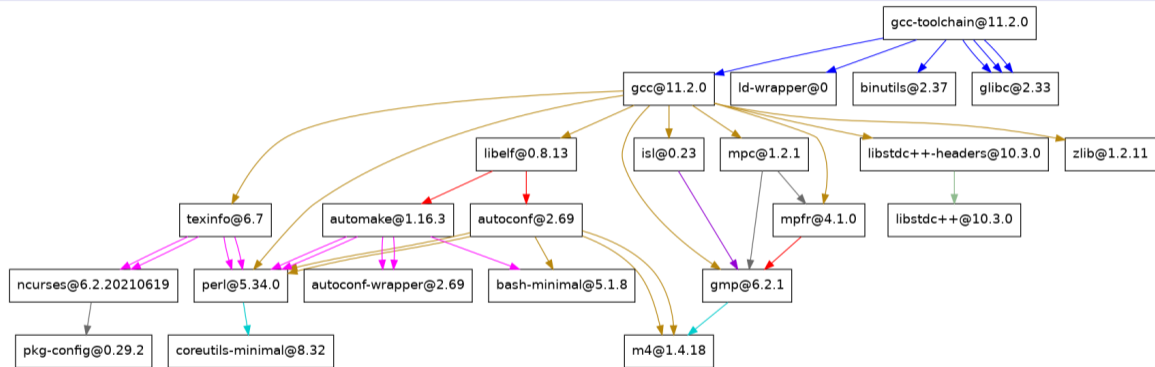 gcc-toolchain@11.2.0
gcc@11.2.0
ld-wrapper@0
binutils@2.37
glibc@2.33
libelf@0.8.13
isl@0.23
mpc@1.2.1
libstdc++-headers@10.3.0
zlib@1.2.11
texinfo@6.7
automake@1.16.3
autoconf@2.69
mpfr@4.1.0
libstdc++@10.3.0
ncurses@6.2.20210619
perl@5.34.0
autoconf-wrapper@2.69
bash-minimal@5.1.8
gmp@6.2.1
pkg-config@0.29.2
coreutils-minimal@8.32
m4@1.4.18